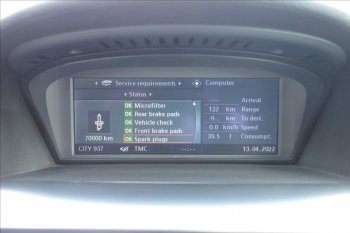 Service requirements
Computer
Status
OK Microfilter
OK Rear brake pads
OK Vehicle check
OK Front brake pads
OK Spark plugs
70000 km
-:-- Arrival
122 km Range
-9... km To dest.
0.0 km/h Speed
39.5 l Consumpt.
CITY 937 TMC --:-- 13.04.2022